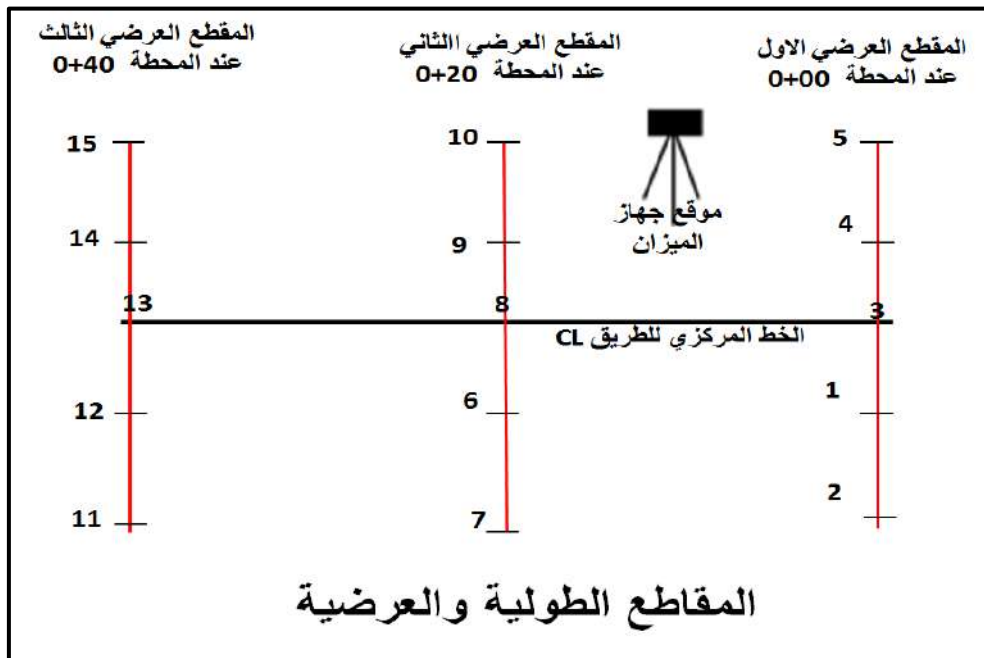 المقطع العرضي الاول
عند المحطة 0+00
المقطع العرضي االثاني
عند المحطة 0+20
المقطع العرضي الثالث
عند المحطة 0+40
5
10
15
4
9
14
موقع جهاز
الميزان
3
8
13
الخط المركزي للطريق CL
1
6
12
2
7
11
المقاطع الطولية والعرضية